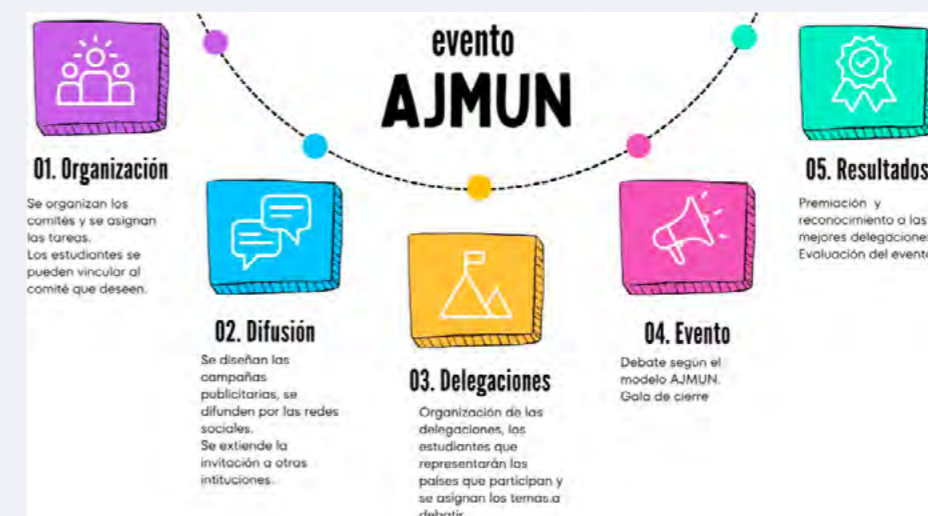 evento
AJMUN
01. Organización
Se organizan los
comités y se asignan
las tareas.
Los estudiantes se
pueden vincular al
comité que deseen.
02. Difusión
Se diseñan las
campañas
publicitarias, se
difunden por las redes
sociales.
Se extiende la
invitación a otras
intituciones.
03. Delegaciones
Organización de las
delegaciones, los
estudiantes que
representarán los
países que participan y
se asignan los temas a
debatir
04. Evento
Debate según el
modelo AJMUN.
Gala de cierre
05. Resultados
Premiación y
reconocimiento a las
mejores delegaciones
Evaluación del evento